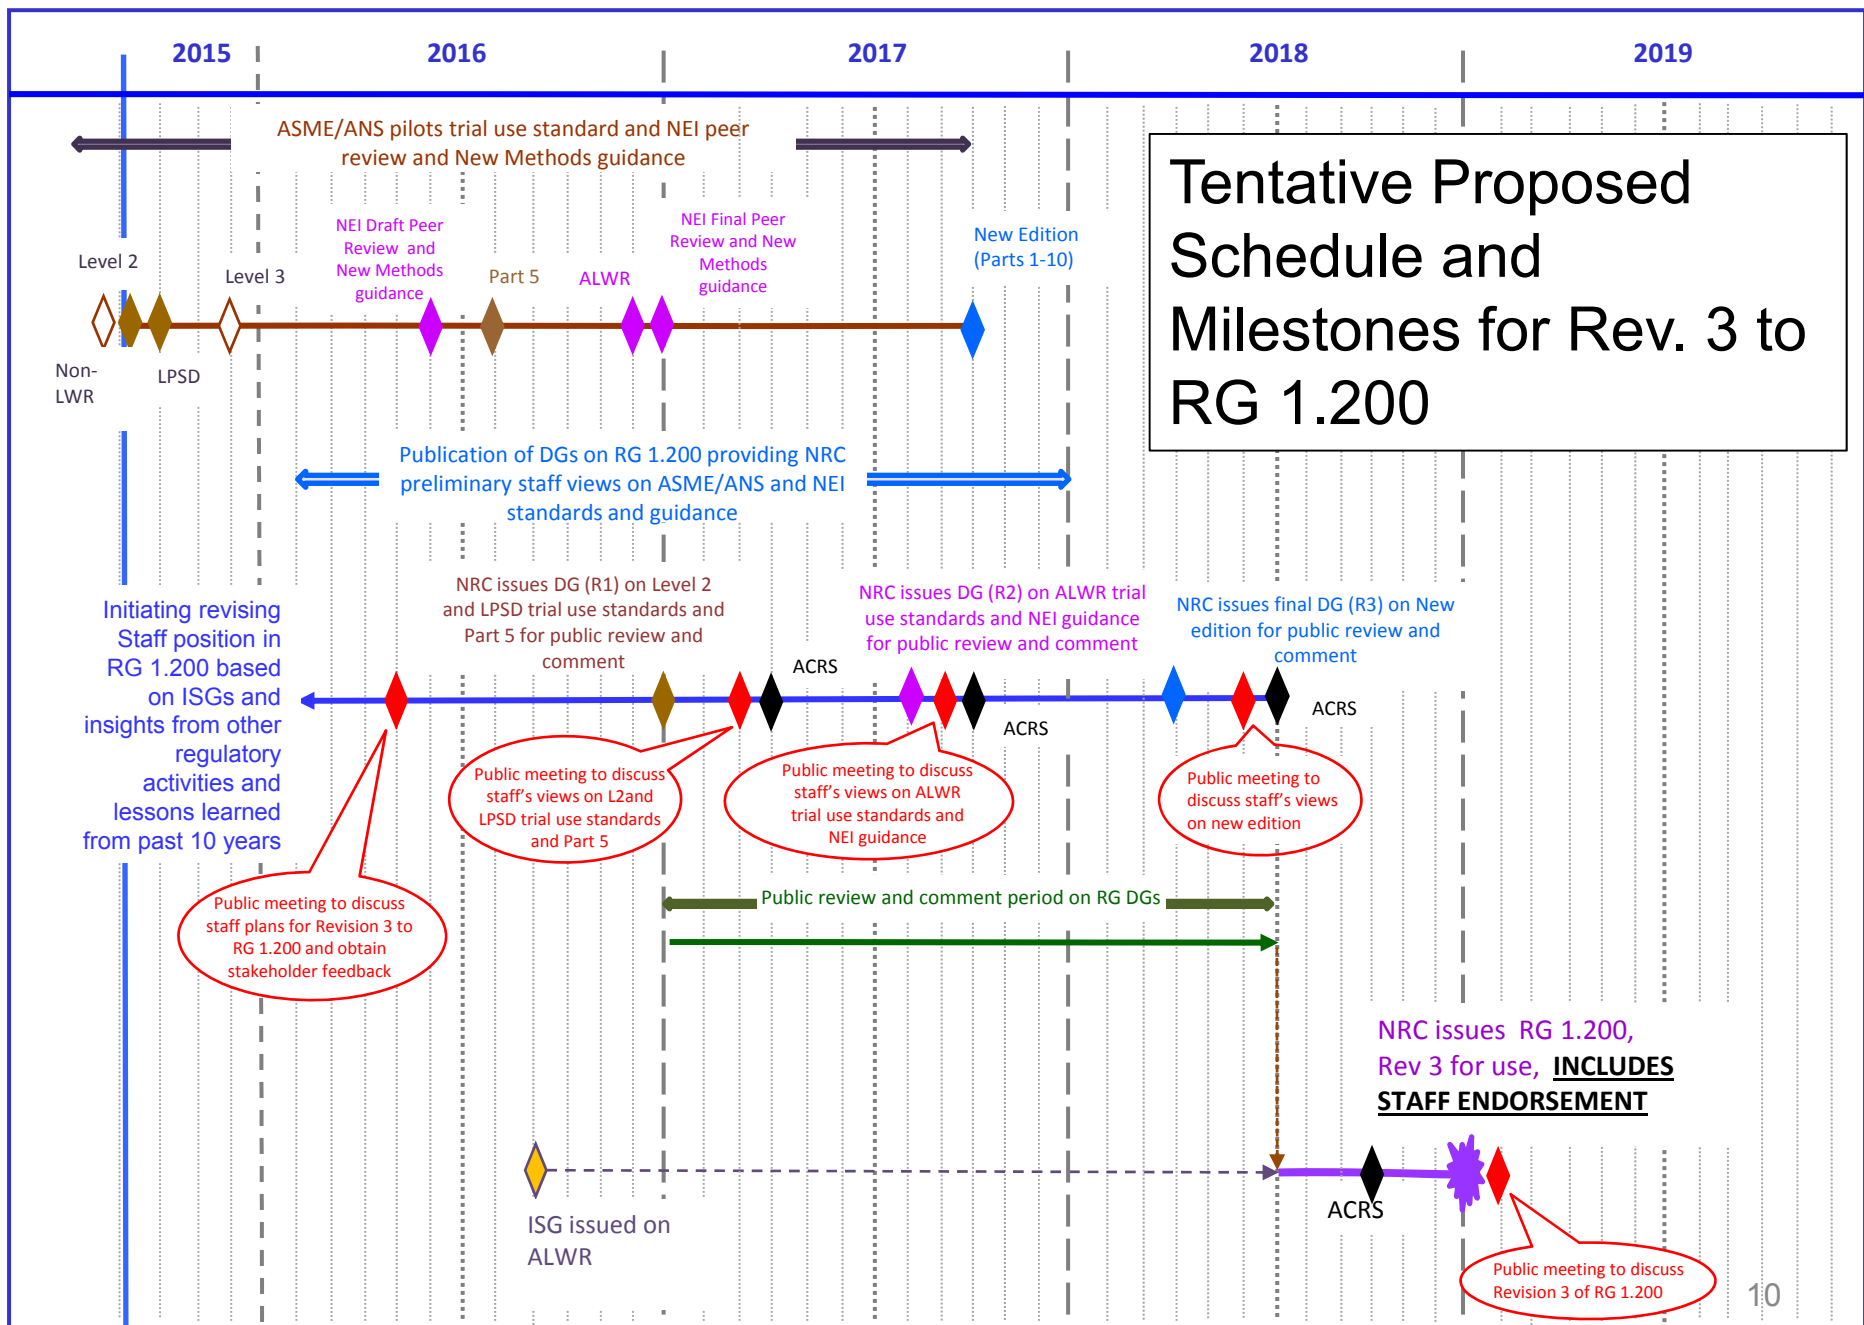 2015
2016
2017
2018
2019
ASME/ANS pilots trial use standard and NEI peer
review and New Methods guidance
Tentative Proposed
Schedule and
Milestones for Rev. 3 to
RG 1.200
Level 2
Level 3
NEI Draft Peer
Review and
New Methods
guidance
Part 5
ALWR
NEI Final Peer
Review and New
Methods
guidance
New Edition
(Parts 1-10)
Non-
LWR
LPSD
Publication of DGs on RG 1.200 providing NRC
preliminary staff views on ASME/ANS and NEI
standards and guidance
Initiating revising
Staff position in
RG 1.200 based
on ISGs and
insights from other
regulatory
activities and
lessons learned
from past 10 years
NRC issues DG (R1) on Level 2
and LPSD trial use standards and
Part 5 for public review and
comment
ACRS
NRC issues DG (R2) on ALWR trial
use standards and NEI guidance
for public review and comment
ACRS
NRC issues final DG (R3) on New
edition for public review and
comment
ACRS
Public meeting to discuss
staff plans for Revision 3 to
RG 1.200 and obtain
stakeholder feedback
Public meeting to discuss
staff's views on L2and
LPSD trial use standards
and Part 5
Public meeting to discuss
staff's views on ALWR
trial use standards and
NEI guidance
Public meeting to
discuss staff's views
on new edition
Public review and comment period on RG DGs
NRC issues RG 1.200,
Rev 3 for use, INCLUDES
STAFF ENDORSEMENT
ISG issued on
ALWR
ACRS
Public meeting to discuss
Revision 3 of RG 1.200
10